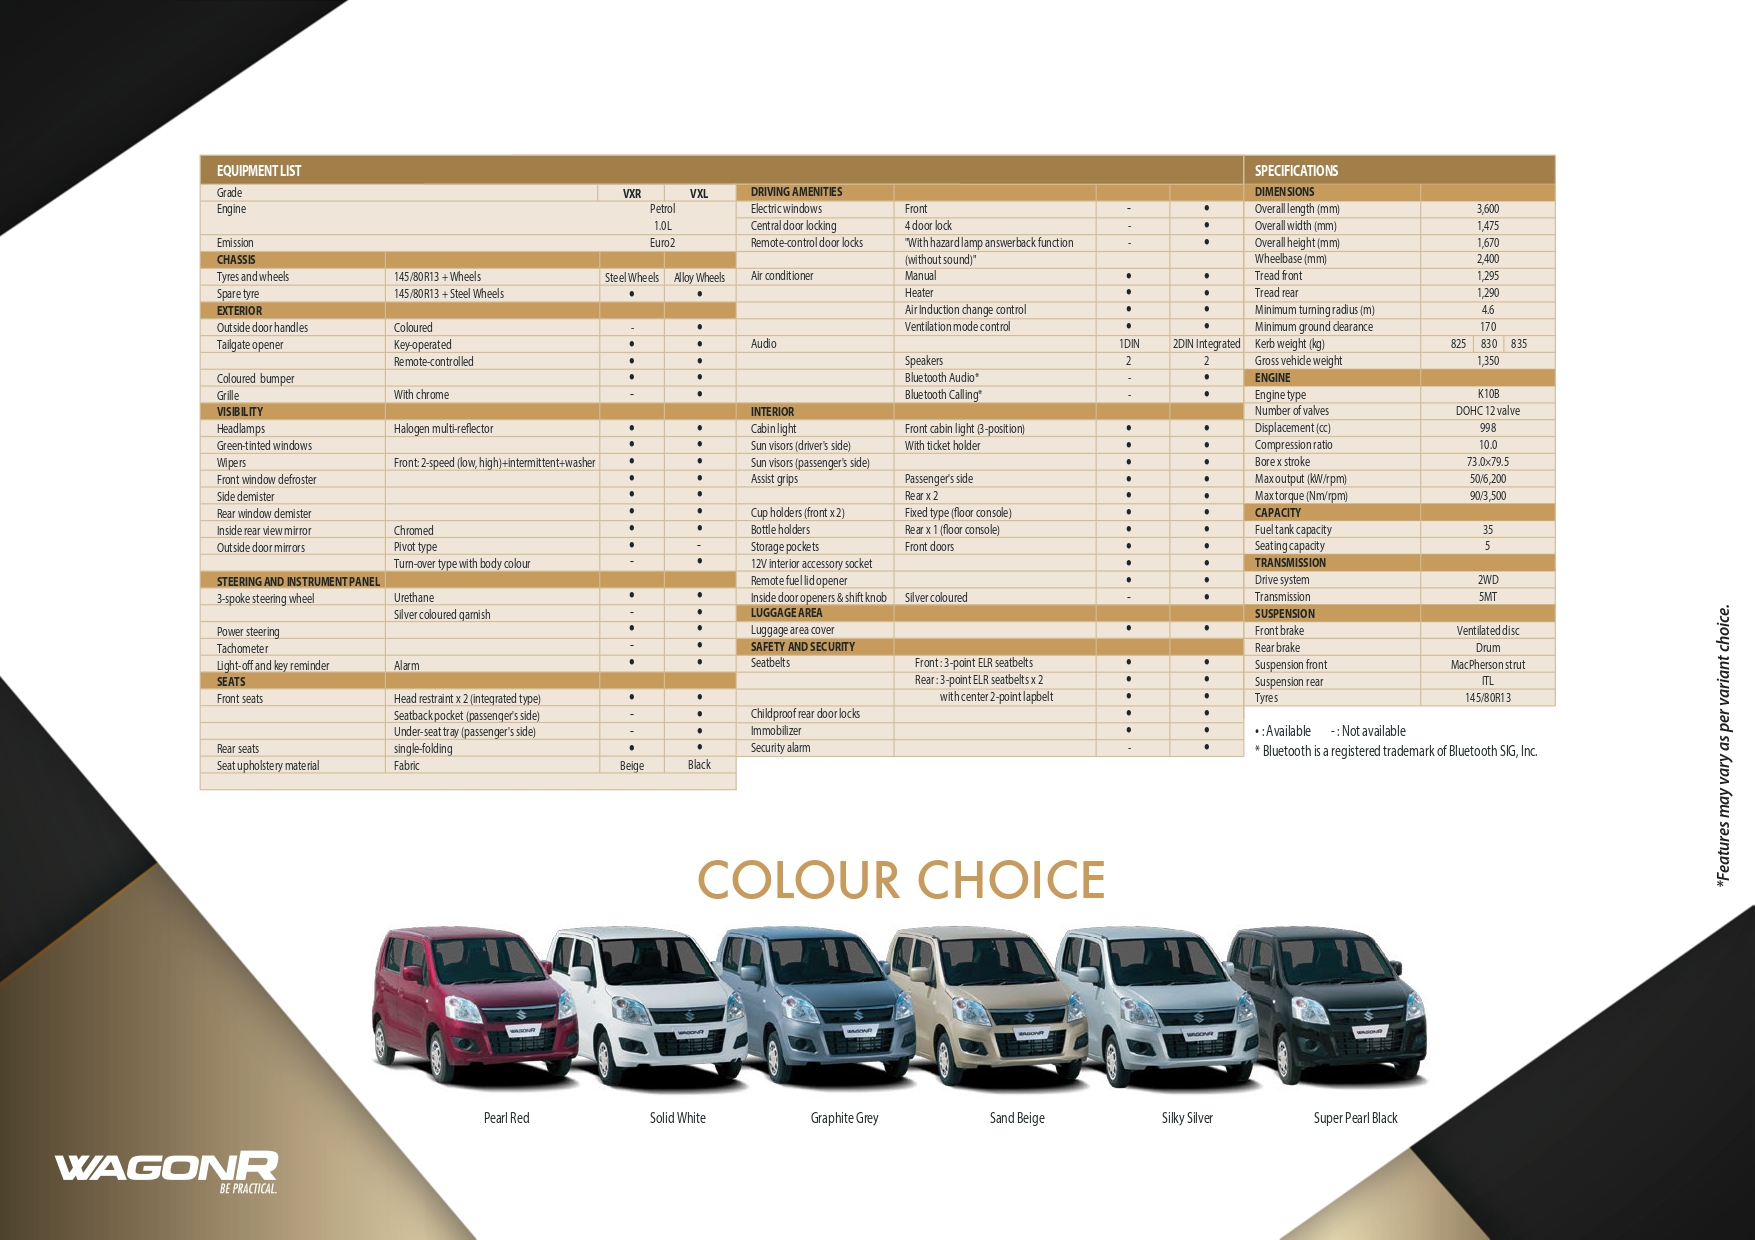 EQUIPMENT LIST
Grade VXR VXL
Engine Petrol
1.0L
Emission Euro2
CHASSIS
Tyres and wheels 145/80R13 + Wheels Steel Wheels Alloy Wheels
Spare tyre 145/80R13 + Steel Wheels • •
EXTERIOR
Outside door handles Coloured - •
Tailgate opener Key-operated • •
Remote-controlled • •
Coloured bumper • •
Grille With chrome - •
VISIBILITY
Headlamps Halogen multi-reflector • •
Green-tinted windows • •
Wipers Front: 2-speed (low, high)+intermittent+washer • •
Front window defroster • •
Side demister • •
Rear window demister • •
Inside rear view mirror Chromed • •
Outside door mirrors Pivot type • -
Turn-over type with body colour - •
STEERING AND INSTRUMENT PANEL
3-spoke steering wheel Urethane • •
Silver coloured garnish - •
Power steering • •
Tachometer - •
Light-off and key reminder Alarm • •
SEATS
Front seats Head restraint x 2 (integrated type) • •
Seatback pocket (passenger's side) - •
Under-seat tray (passenger's side) - •
Rear seats single-folding • •
Seat upholstery material Fabric Beige Black
DRIVING AMENITIES
Electric windows Front - •
Central door locking 4 door lock - •
Remote-control door locks "With hazard lamp answerback function - •
(without sound)"
Air conditioner Manual • •
Heater • •
Air Induction change control • •
Ventilation mode control • •
Audio 1DIN 2DIN Integrated
Speakers 2 2
Bluetooth Audio* - •
Bluetooth Calling* - •
INTERIOR
Cabin light Front cabin light (3-position) • •
Sun visors (driver's side) With ticket holder • •
Sun visors (passenger's side) • •
Assist grips Passenger's side • •
Rear x 2 • •
Cup holders (front x 2) Fixed type (floor console) • •
Bottle holders Rear x 1 (floor console) • •
Storage pockets Front doors • •
12V interior accessory socket • •
Remote fuel lid opener • •
Inside door openers & shift knob Silver coloured - •
LUGGAGE AREA
Luggage area cover • •
SAFETY AND SECURITY
Seatbelts Front : 3-point ELR seatbelts • •
Rear : 3-point ELR seatbelts x 2 • •
with center 2-point lapbelt • •
Childproof rear door locks • •
Immobilizer • •
Security alarm - •
SPECIFICATIONS
DIMENSIONS
Overall length (mm) 3,600
Overall width (mm) 1,475
Overall height (mm) 1,670
Wheelbase (mm) 2,400
Tread front 1,295
Tread rear 1,290
Minimum turning radius (m) 4.6
Minimum ground clearance 170
Kerb weight (kg) 825 830 835
Gross vehicle weight 1,350
ENGINE
Engine type K10B
Number of valves DOHC 12 valve
Displacement (cc) 998
Compression ratio 10.0
Bore x stroke 73.0×79.5
Max output (kW/rpm) 50/6,200
Max torque (Nm/rpm) 90/3,500
CAPACITY
Fuel tank capacity 35
Seating capacity 5
TRANSMISSION
Drive system 2WD
Transmission 5MT
SUSPENSION
Front brake Ventilated disc
Rear brake Drum
Suspension front MacPherson strut
Suspension rear ITL
Tyres 145/80R13
• : Available - : Not available
* Bluetooth is a registered trademark of Bluetooth SIG, Inc.
*Features may vary as per variant choice.
COLOUR CHOICE
WAGONR
WAGONR
WAGONR
WAGONR
WAGONR
WAGONR
Pearl Red
Solid White
Graphite Grey
Sand Beige
Silky Silver
Super Pearl Black
WAGONR
BE PRACTICAL.